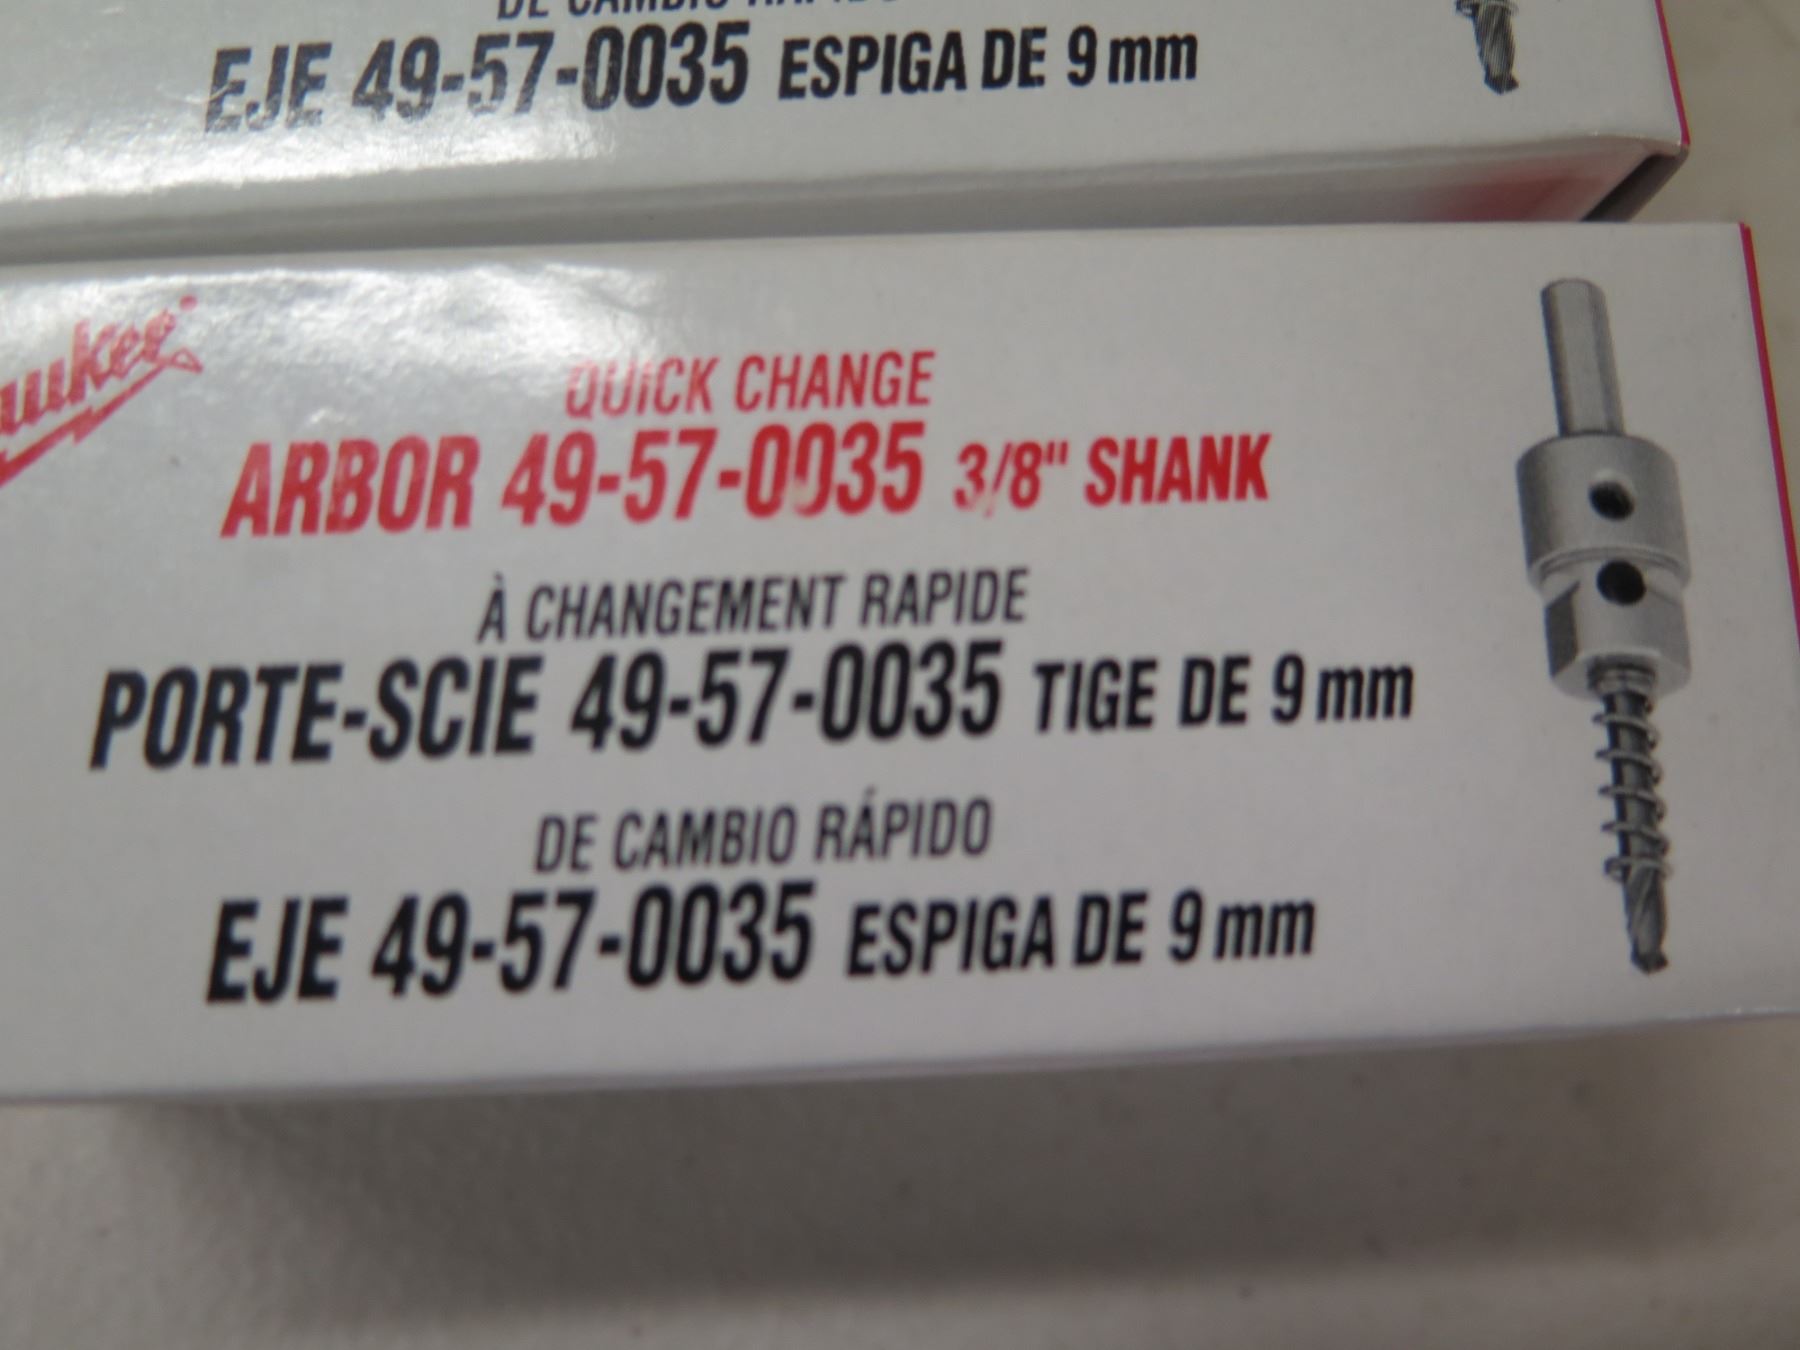 EJE 49-57-0035 ESPIGA DE 9 mm
QUICK CHANGE
ARBOR 49-57-0035 3/8" SHANK
À CHANGEMENT RAPIDE
PORTE-SCIE 49-57-0035 TIGE DE 9 mm
DE CAMBIO RÁPIDO
EJE 49-57-0035 ESPIGA DE 9 mm